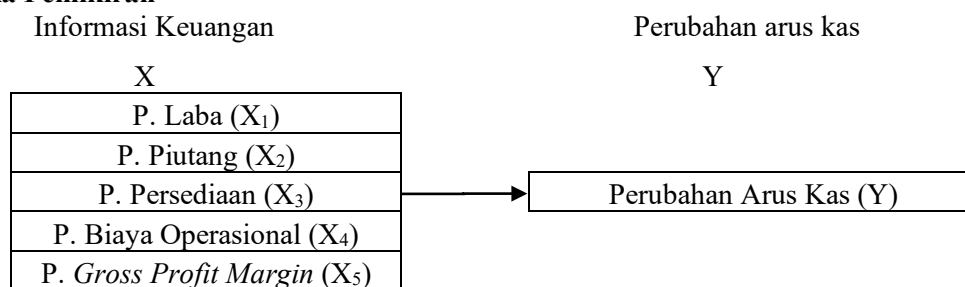 Informasi Keuangan
Perubahan arus kas
X
Y
P. Laba (X₁)
P. Piutang (X₂)
P. Persediaan (X₃)
Perubahan Arus Kas (Y)
P. Biaya Operasional (X₄)
P. Gross Profit Margin (X₅)